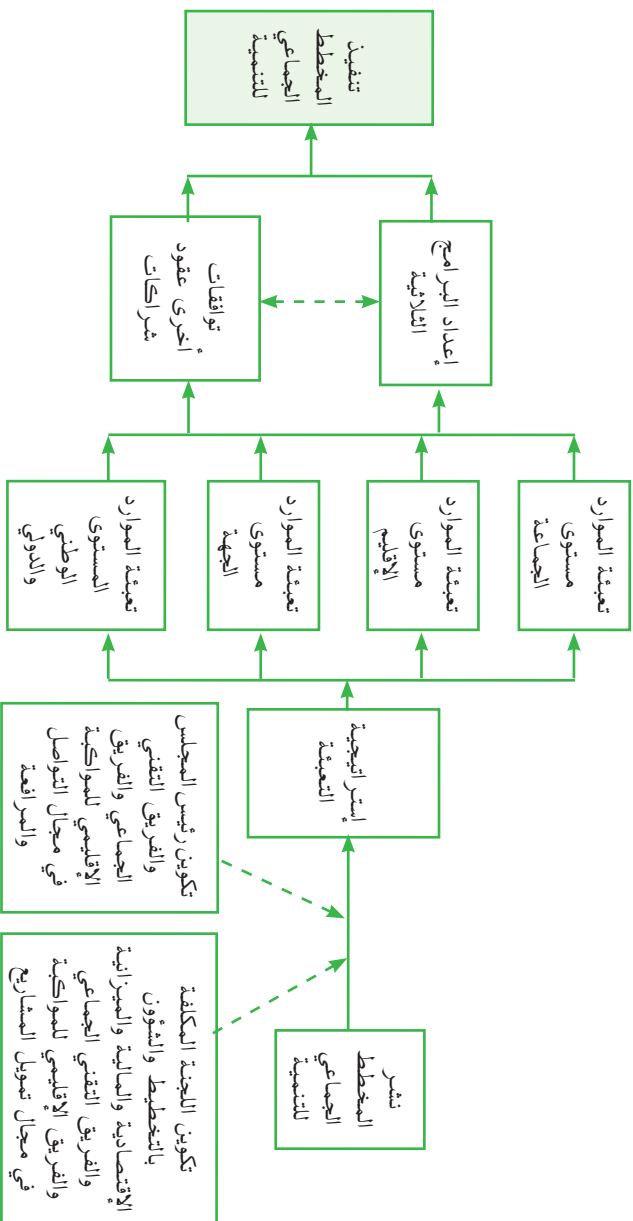 نشر
المخطط
الجماعي
للتنمية
تكوين اللجنة المكلفة
بالتخطيط والشؤون
الإقتصادية والمالية والميزانية
والفريق التقني الجماعي
والفريق الإقليمي للمواكبة
في مجال تمويل المشاريع
تكوين رئيس المجلس
والفريق التقني
الجماعي والفريق
الإقليمي للمواكبة
في مجال التواصل
والمرافعة
إستراتيجية
التعبئة
تعبئة الموارد
مستوى
الجماعة
تعبئة الموارد
مستوى
الإقليم
تعبئة الموارد
مستوى
الجهة
تعبئة الموارد
المستوى
الوطني
والدولي
إعداد البرامج
الثلاثية
توافقات
أخرى عقود
شراكات
تنفيذ
المخطط
الجماعي
للتنمية